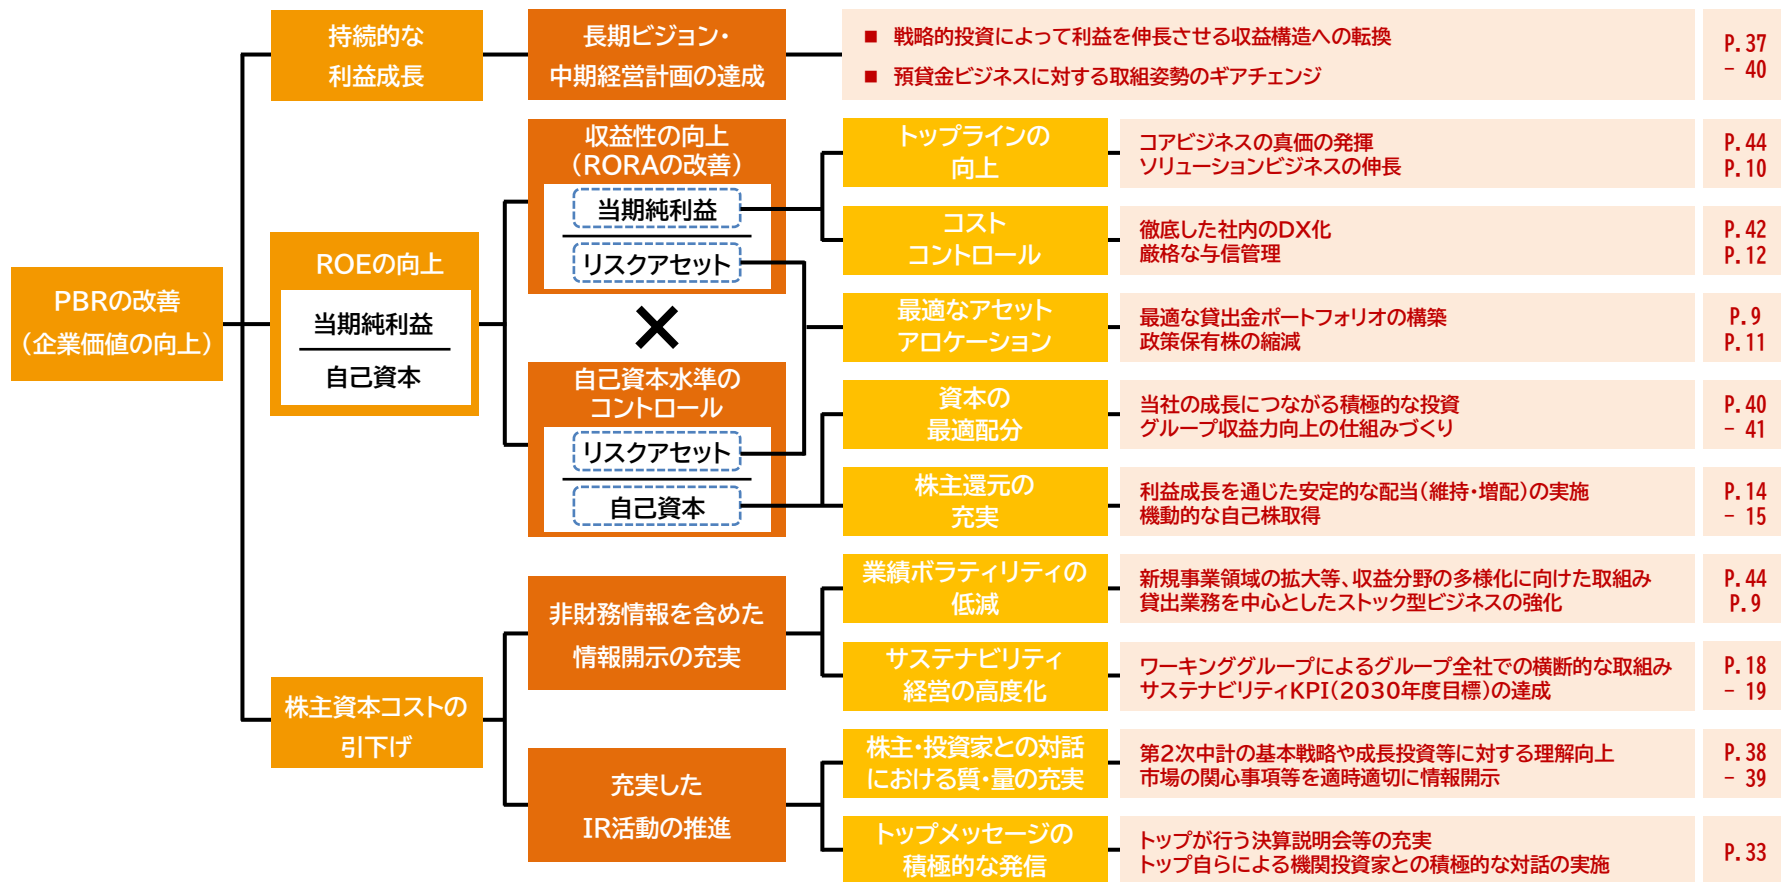 PBRの改善
（企業価値の向上）
持続的な
利益成長
長期ビジョン・
中期経営計画の達成
■ 戦略的投資によって利益を伸長させる収益構造への転換
■ 預貸金ビジネスに対する取組姿勢のギアチェンジ
P.37
- 40
ROEの向上
当期純利益
自己資本
収益性の向上
（RORAの改善）
当期純利益
リスクアセット
×
自己資本水準の
コントロール
リスクアセット
自己資本
トップラインの
向上
コアビジネスの真価の発揮
ソリューションビジネスの伸長
P.44
P.10
コスト
コントロール
徹底した社内のDX化
厳格な与信管理
P.42
P.12
最適なアセット
アロケーション
最適な貸出金ポートフォリオの構築
政策保有株の縮減
P.9
P.11
資本の
最適配分
当社の成長につながる積極的な投資
グループ収益力向上の仕組みづくり
P.40
- 41
株主還元の
充実
利益成長を通じた安定的な配当（維持・増配）の実施
機動的な自己株取得
P.14
- 15
株主資本コストの
引下げ
非財務情報を含めた
情報開示の充実
業績ボラティリティの
低減
新規事業領域の拡大等、収益分野の多様化に向けた取組み
貸出業務を中心としたストック型ビジネスの強化
P.44
P.9
サステナビリティ
経営の高度化
ワーキンググループによるグループ全社での横断的な取組み
サステナビリティKPI（2030年度目標）の達成
P.18
- 19
充実した
IR活動の推進
株主・投資家との対話
における質・量の充実
第2次中計の基本戦略や成長投資等に対する理解向上
市場の関心事項等を適時適切に情報開示
P.38
- 39
トップメッセージの
積極的な発信
トップが行う決算説明会等の充実
トップ自らによる機関投資家との積極的な対話の実施
P.33